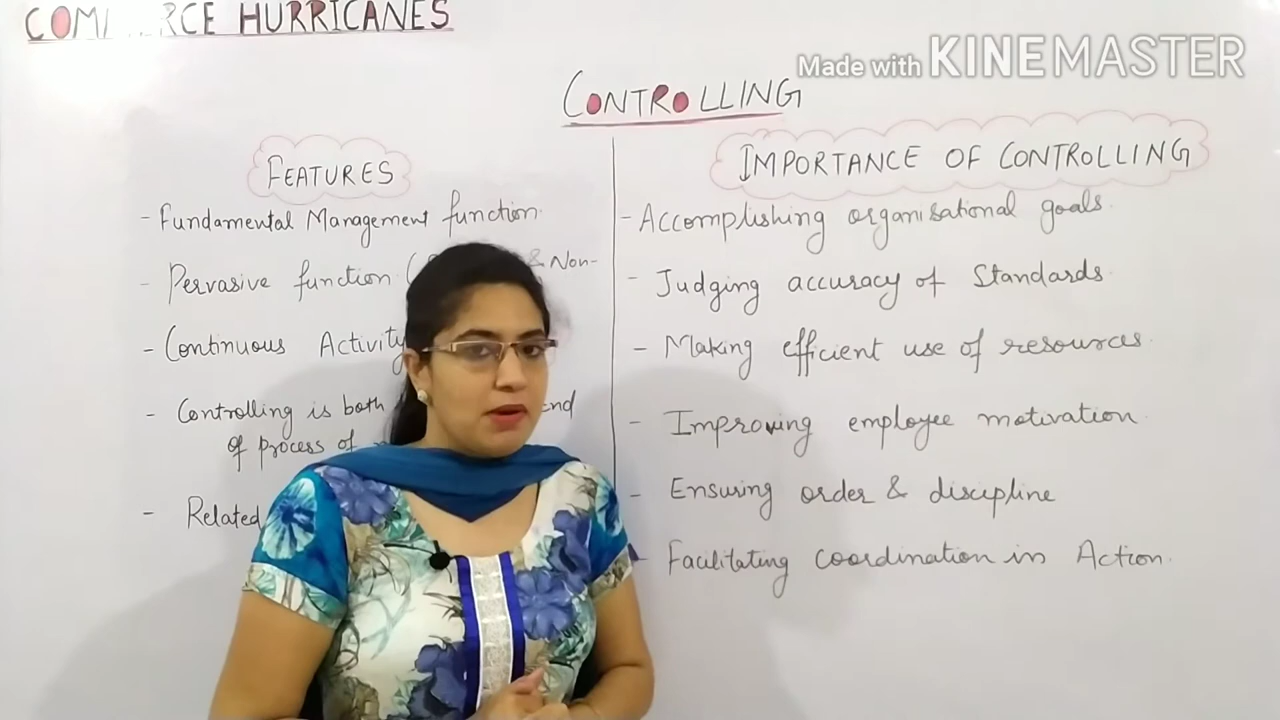 HURRICANES
Made with KINEMASTER
CONTROLLING
FEATURES
- Fundamental Management function.
- Pervasive function ( & Non-
- Continuous Activity
- Controlling is both
of process of
- Related
IMPORTANCE OF CONTROLLING
- Accomplishing organisational goals.
- Judging accuracy of Standards.
- Making efficient use of resources.
- Improving employee motivation.
- Ensuring order & discipline
- Facilitating coordination in Action.